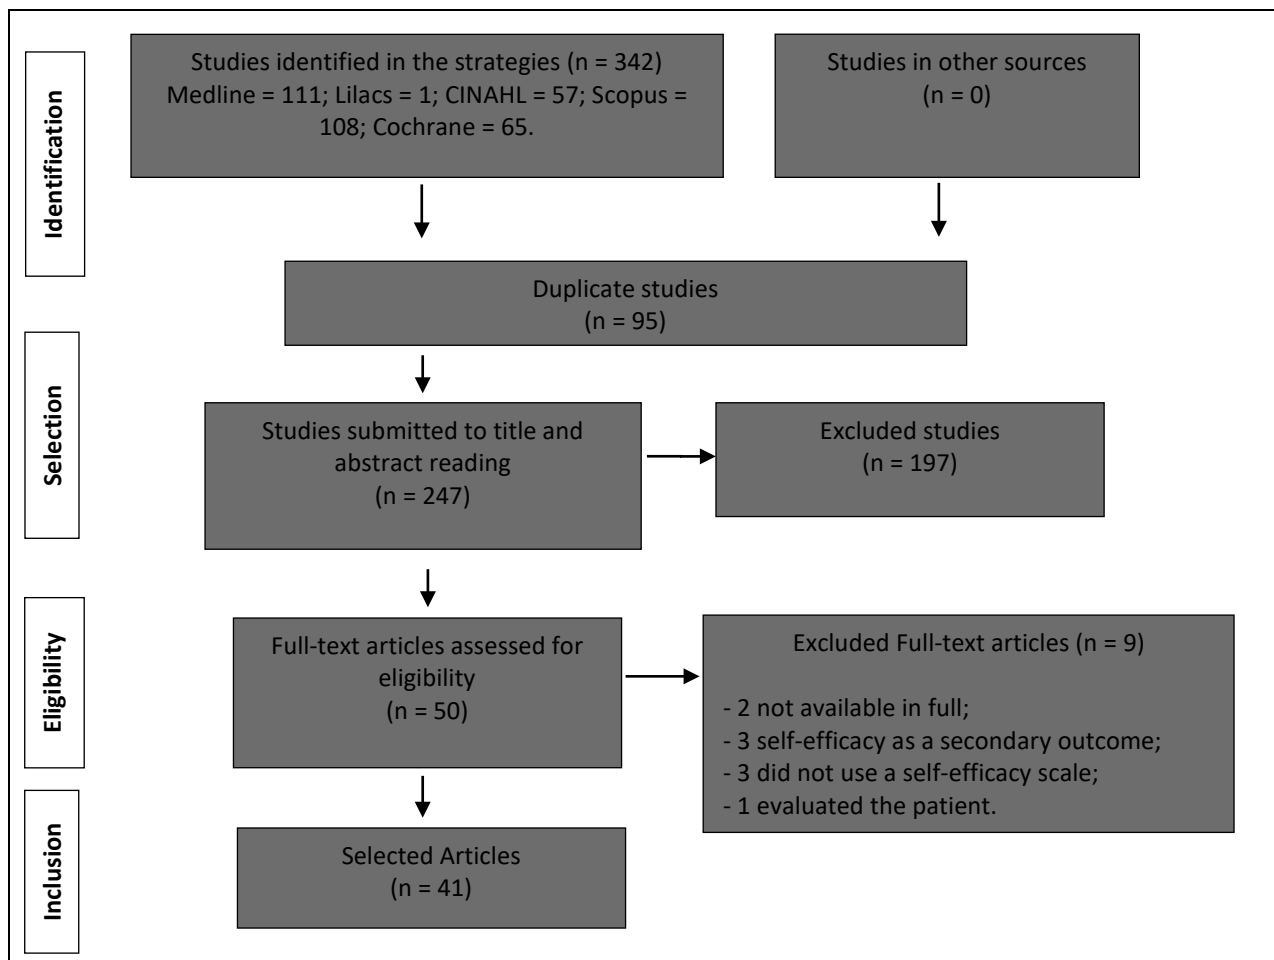 Identification
Studies identified in the strategies (n = 342)
Medline = 111; Lilacs = 1; CINAHL = 57; Scopus =
108; Cochrane = 65.
Studies in other sources
(n = 0)
Duplicate studies
(n = 95)
Selection
Studies submitted to title and
abstract reading
(n = 247)
Excluded studies
(n = 197)
Eligibility
Full-text articles assessed for
eligibility
(n = 50)
Excluded Full-text articles (n = 9)
- 2 not available in full;
- 3 self-efficacy as a secondary outcome;
- 3 did not use a self-efficacy scale;
- 1 evaluated the patient.
Inclusion
Selected Articles
(n = 41)